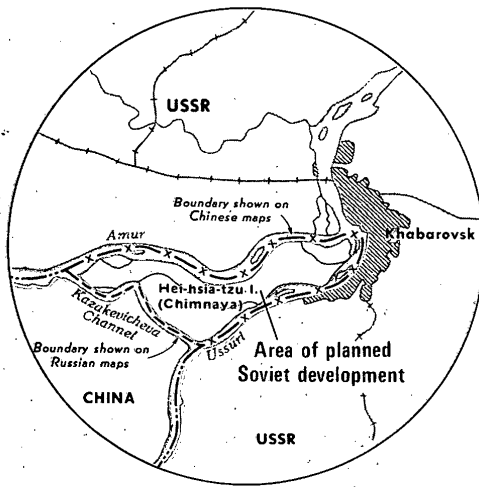 USSR
Boundary shown on
Chinese maps
Amur
Khabarovsk
Hei-hsia-tzu I.
(Chimnaya)
Kazakevicheva
Channel
Ussuri
Boundary shown on
Russian maps
Area of planned
Soviet development
CHINA
USSR